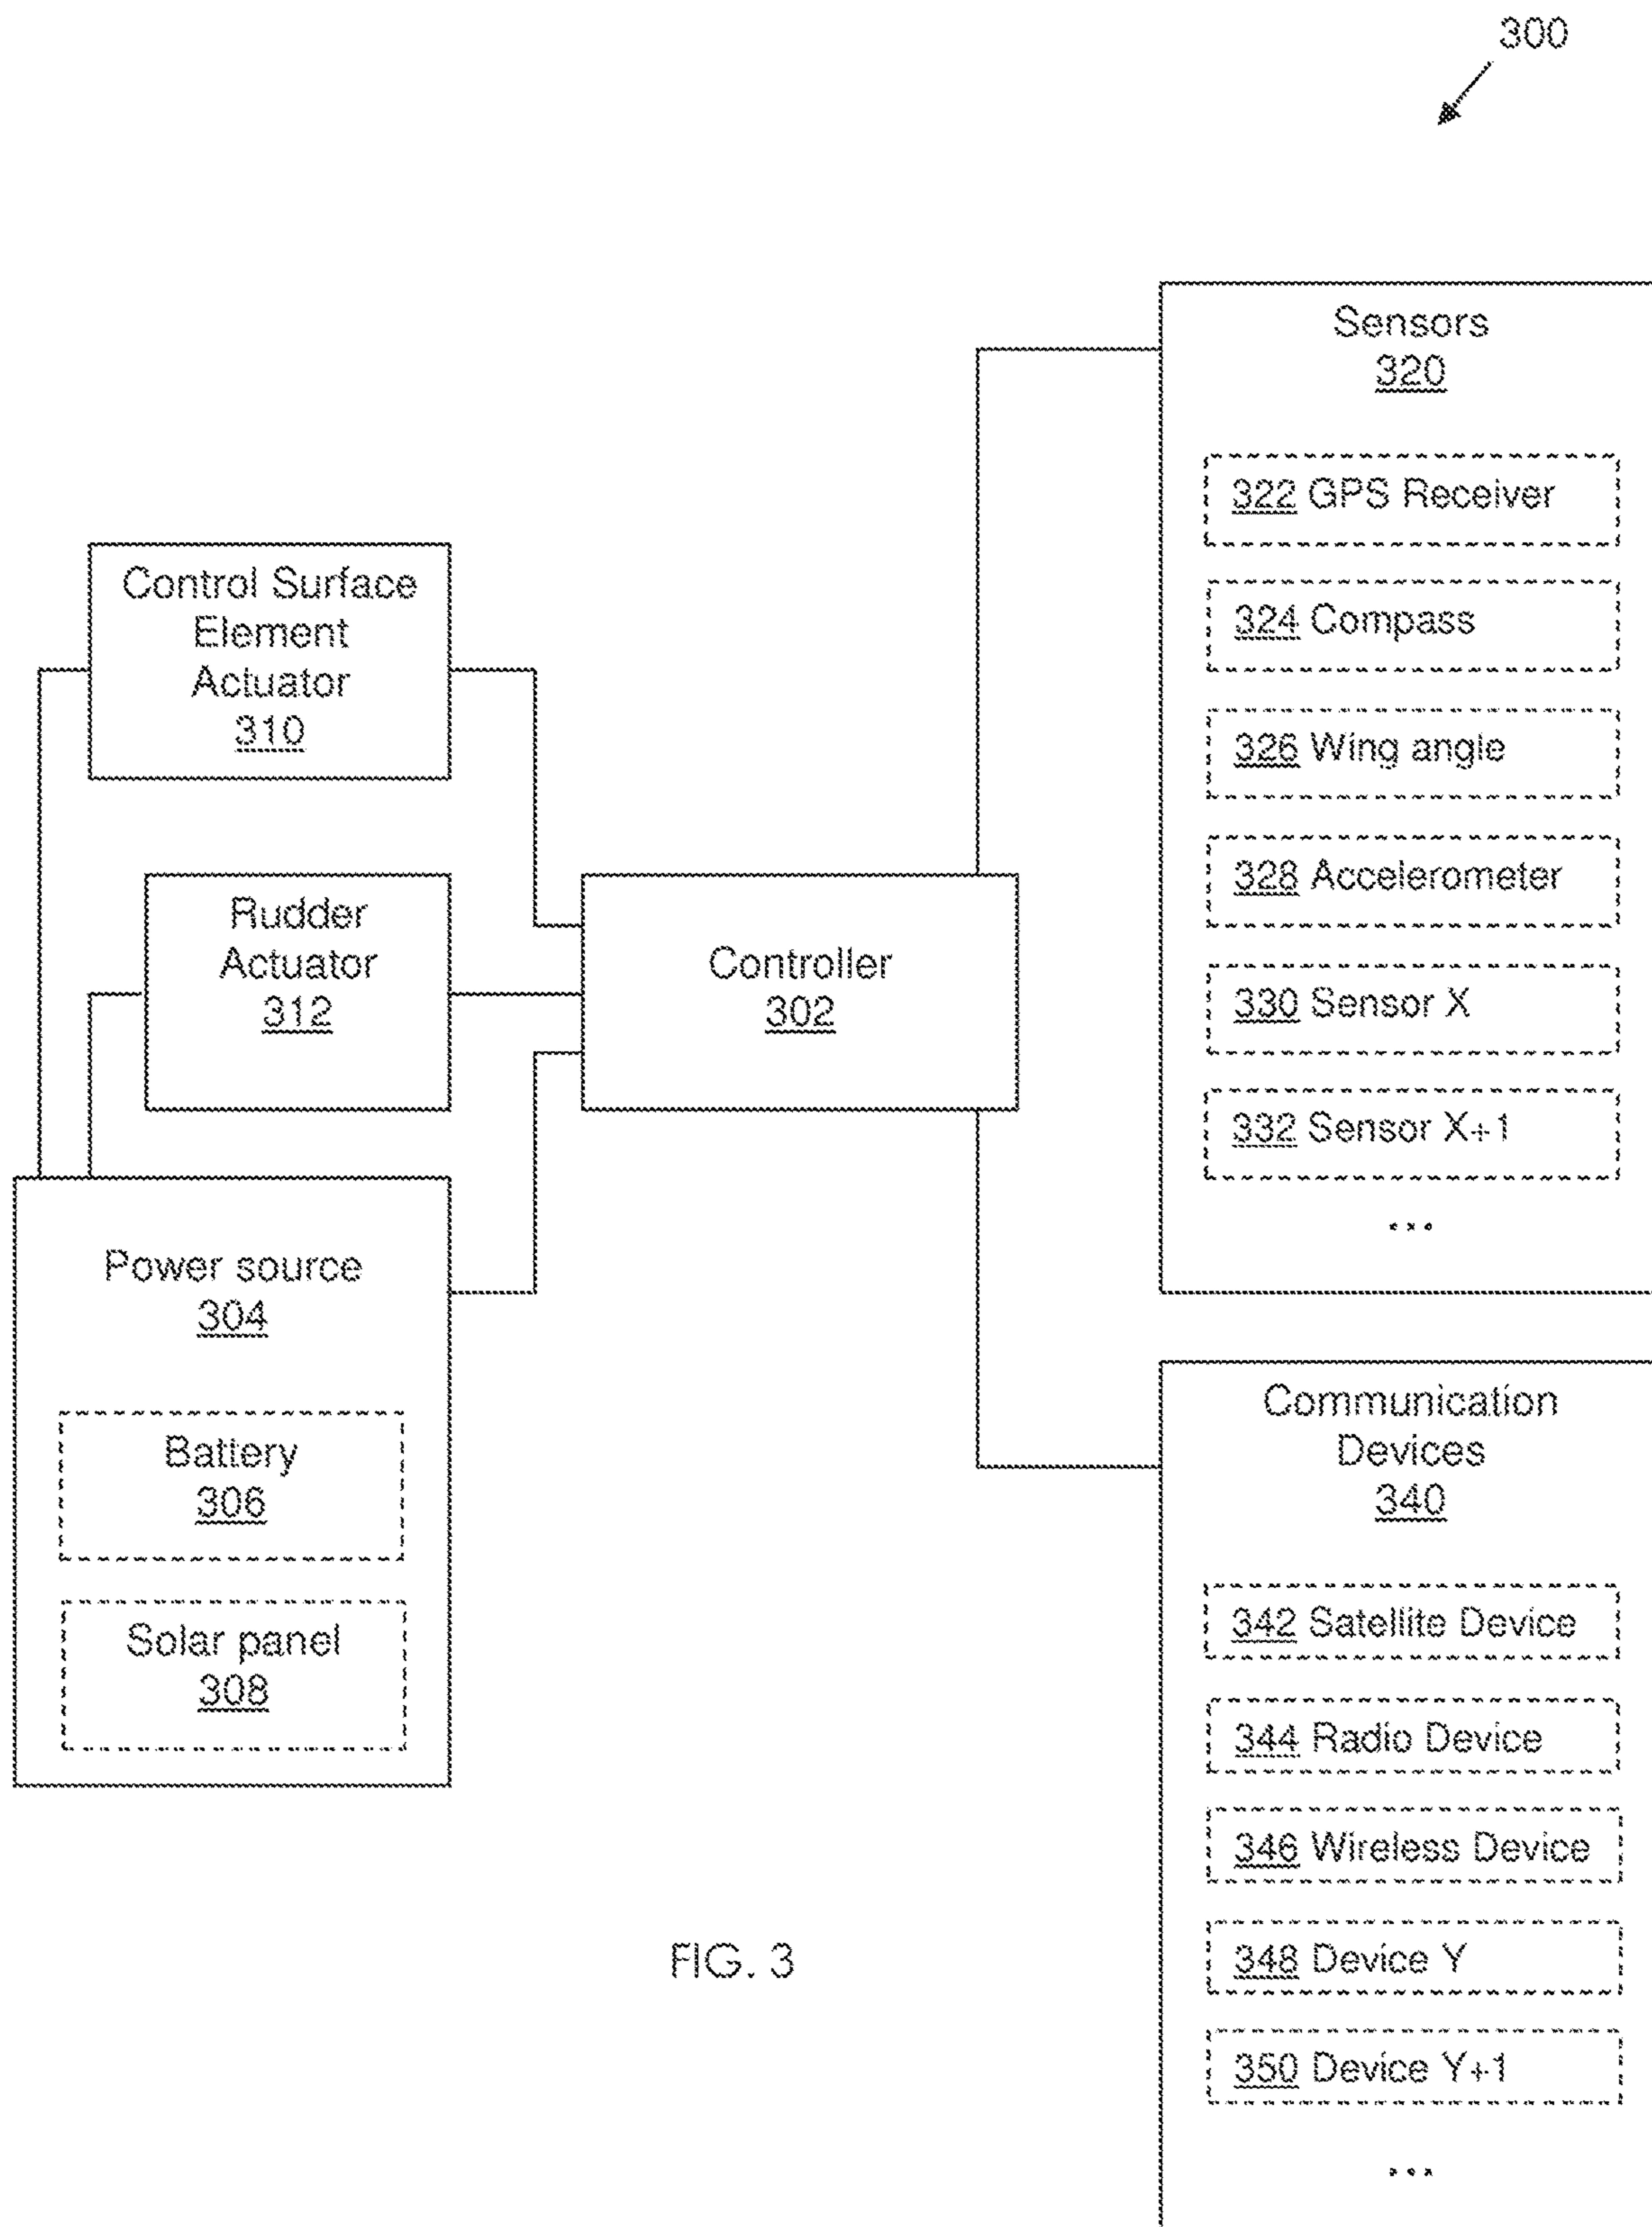 300
Sensors
320
322 GPS Receiver
324 Compass
326 Wing angle
328 Accelerometer
330 Sensor X
332 Sensor X+1
...
Control Surface
Element
Actuator
310
Rudder
Actuator
312
Controller
302
Power source
304
Battery
306
Solar panel
308
Communication
Devices
340
342 Satellite Device
344 Radio Device
346 Wireless Device
348 Device Y
350 Device Y+1
...
FIG. 3